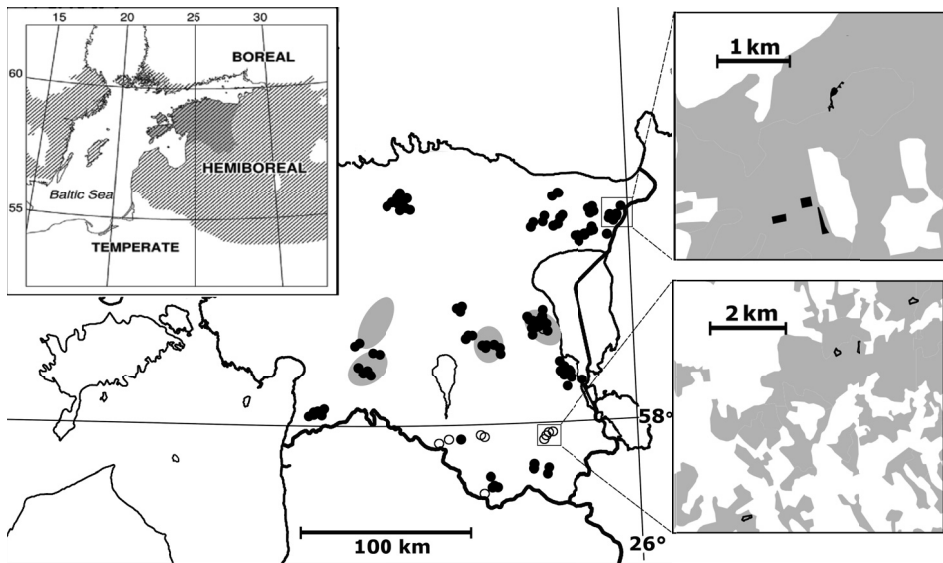 15 20 25 30
BOREAL
60
HEMIBOREAL
Baltic Sea
55
TEMPERATE
1 km
2 km
58°
100 km
26°